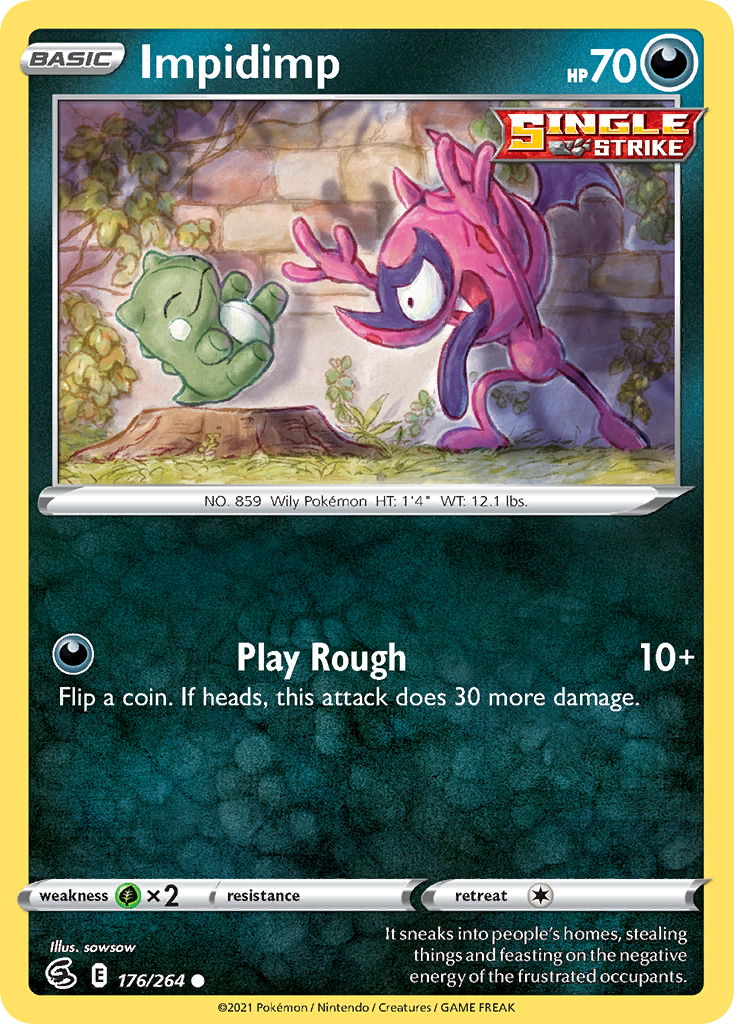 BASIC
Impidimp
HP 70
SINGLE
STRIKE
NO. 859 Wily Pokémon HT: 1'4" WT: 12.1 lbs.
Play Rough 10+
Flip a coin. If heads, this attack does 30 more damage.
weakness ×2 resistance retreat
Illus. sowsow
It sneaks into people's homes, stealing
things and feasting on the negative
energy of the frustrated occupants.
E 176/264
©2021 Pokémon / Nintendo / Creatures / GAME FREAK